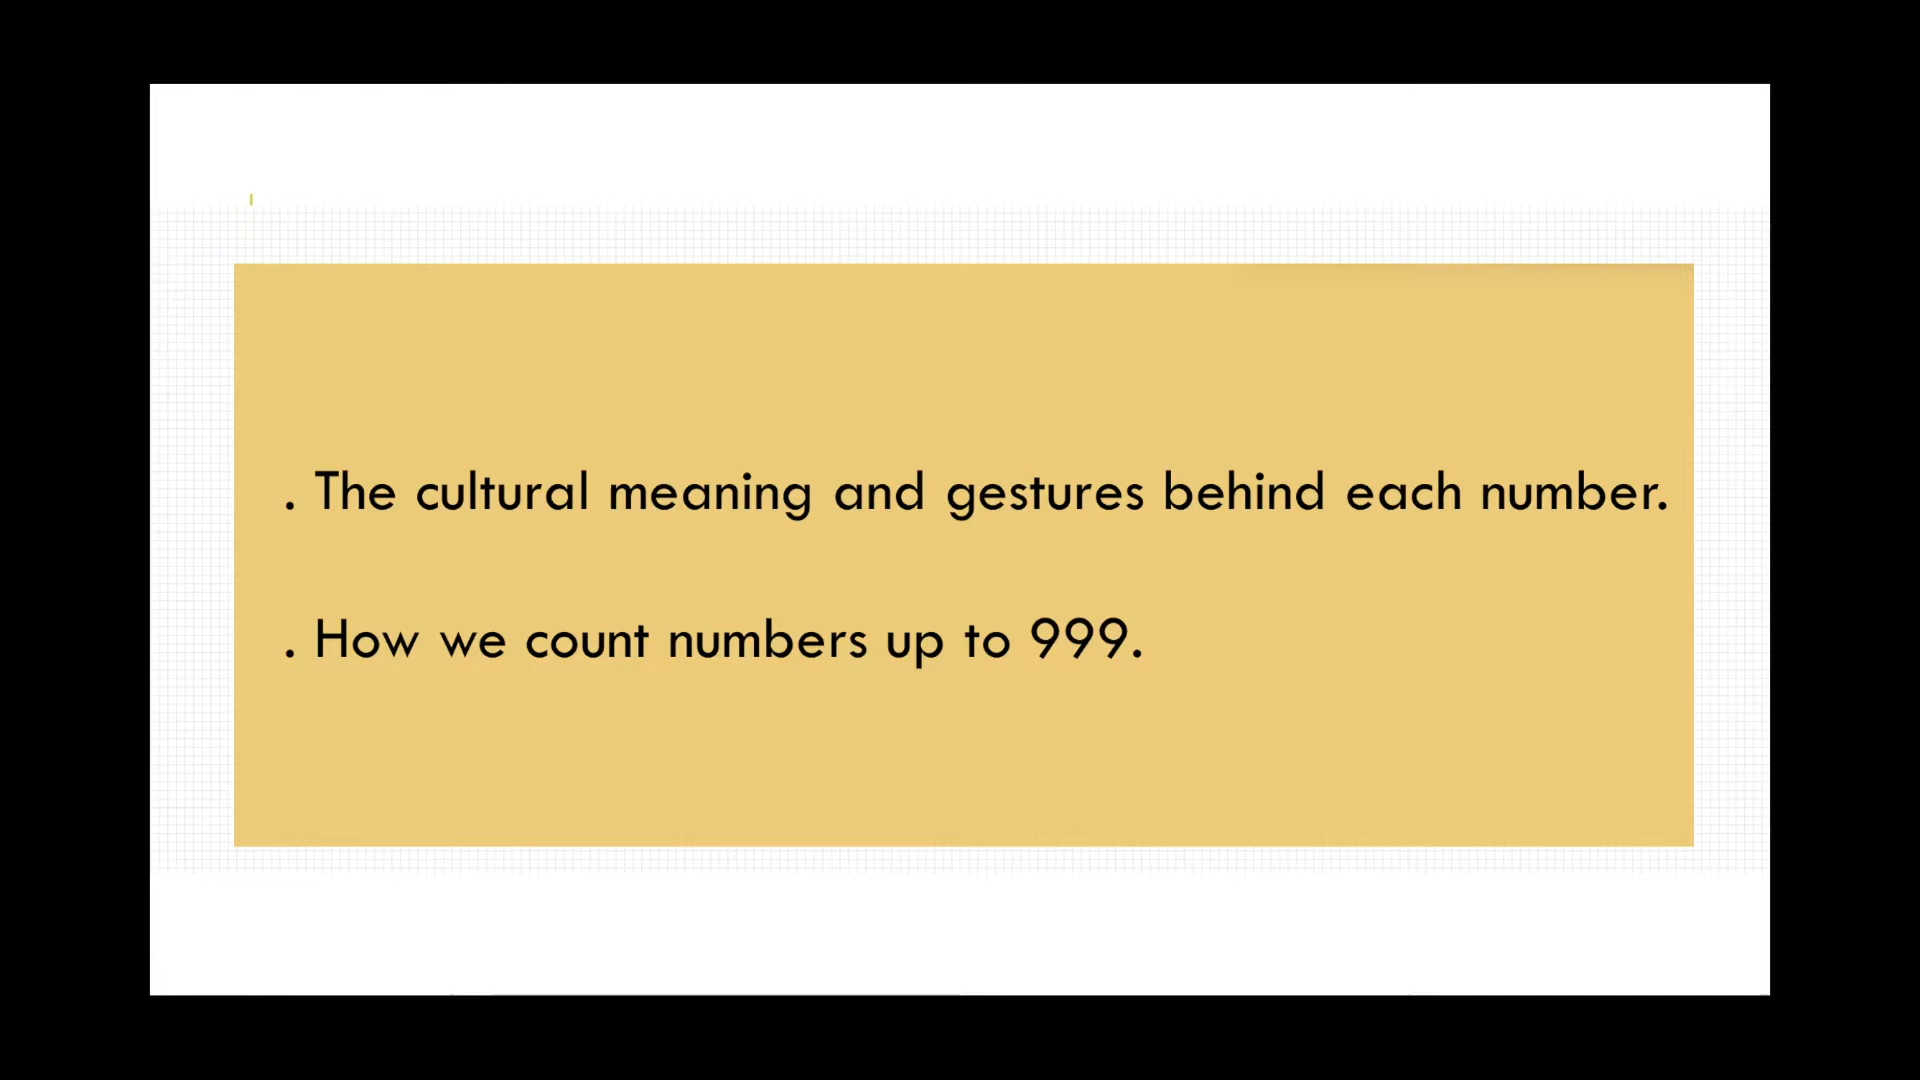 . The cultural meaning and gestures behind each number.
. How we count numbers up to 999.